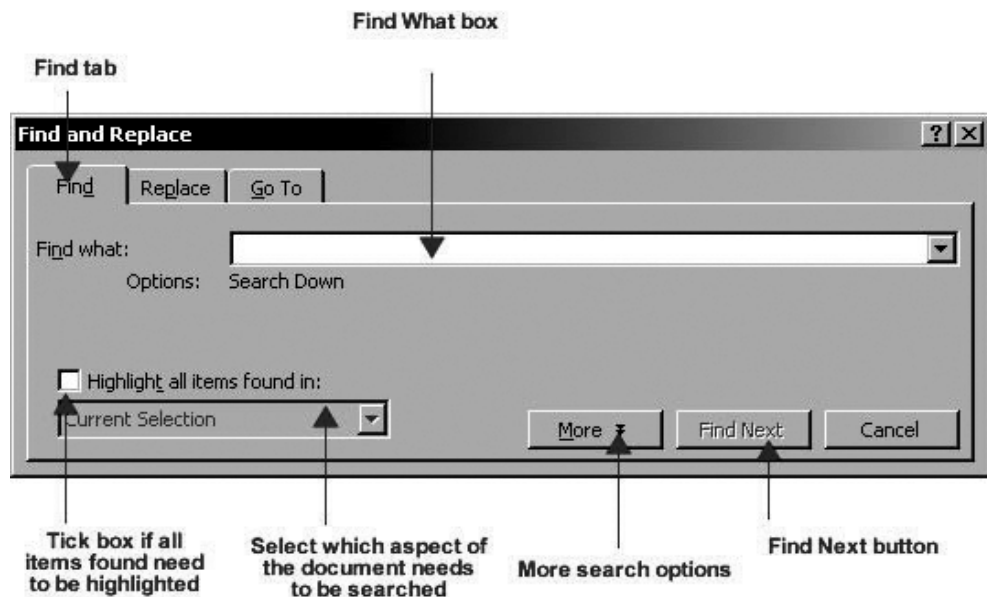 Find What box
Find tab
Find and Replace
Find Replace Go To
Find what:
Options: Search Down
Highlight all items found in:
Current Selection
More Find Next Cancel
Tick box if all
items found need
to be highlighted
Select which aspect of
the document needs
to be searched
More search options
Find Next button